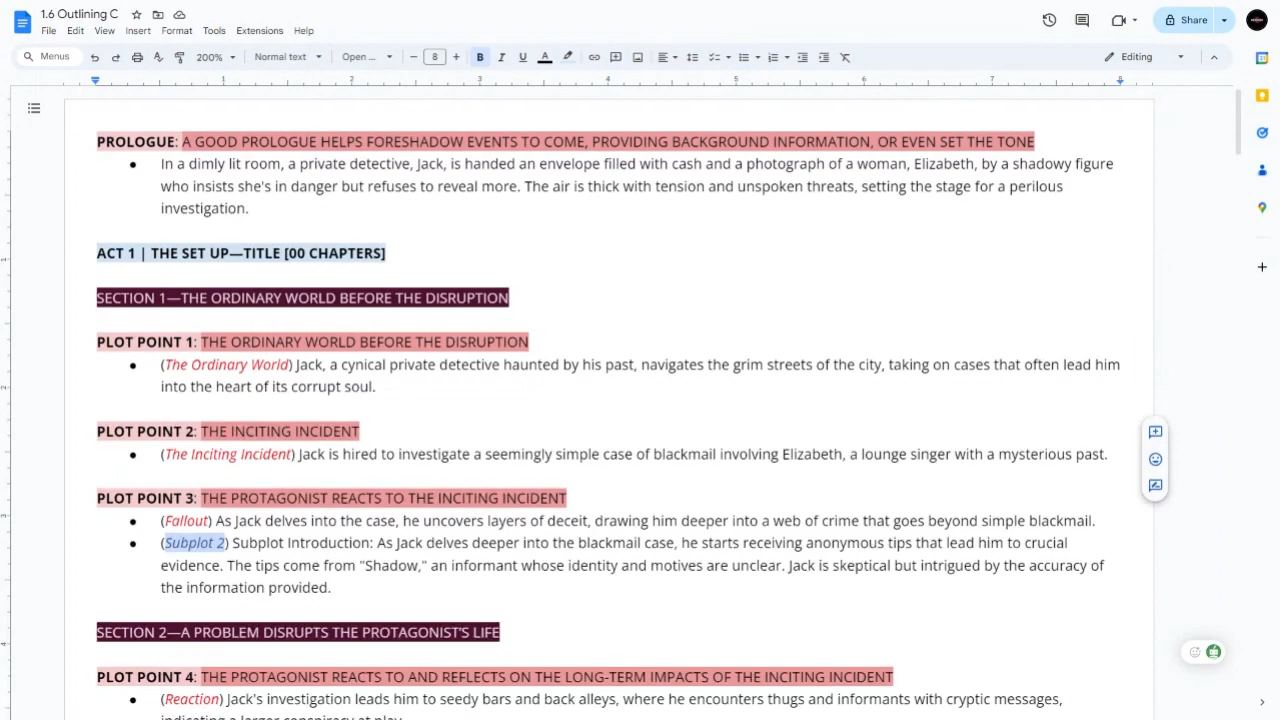 1.6 Outlining C
File Edit View Insert Format Tools Extensions Help
Share
Menus 200% Normal text Open ... 8 B I U A Editing
1 2 3 4 5 6 7 8
PROLOGUE: A GOOD PROLOGUE HELPS FORESHADOW EVENTS TO COME, PROVIDING BACKGROUND INFORMATION, OR EVEN SET THE TONE
● In a dimly lit room, a private detective, Jack, is handed an envelope filled with cash and a photograph of a woman, Elizabeth, by a shadowy figure
who insists she's in danger but refuses to reveal more. The air is thick with tension and unspoken threats, setting the stage for a perilous
investigation.
ACT 1 | THE SET UP—TITLE [00 CHAPTERS]
SECTION 1—THE ORDINARY WORLD BEFORE THE DISRUPTION
PLOT POINT 1: THE ORDINARY WORLD BEFORE THE DISRUPTION
● (The Ordinary World) Jack, a cynical private detective haunted by his past, navigates the grim streets of the city, taking on cases that often lead him
into the heart of its corrupt soul.
PLOT POINT 2: THE INCITING INCIDENT
● (The Inciting Incident) Jack is hired to investigate a seemingly simple case of blackmail involving Elizabeth, a lounge singer with a mysterious past.
PLOT POINT 3: THE PROTAGONIST REACTS TO THE INCITING INCIDENT
● (Fallout) As Jack delves into the case, he uncovers layers of deceit, drawing him deeper into a web of crime that goes beyond simple blackmail.
● (Subplot 2) Subplot Introduction: As Jack delves deeper into the blackmail case, he starts receiving anonymous tips that lead him to crucial
evidence. The tips come from "Shadow," an informant whose identity and motives are unclear. Jack is skeptical but intrigued by the accuracy of
the information provided.
SECTION 2—A PROBLEM DISRUPTS THE PROTAGONIST'S LIFE
PLOT POINT 4: THE PROTAGONIST REACTS TO AND REFLECTS ON THE LONG-TERM IMPACTS OF THE INCITING INCIDENT
● (Reaction) Jack's investigation leads him to seedy bars and back alleys, where he encounters thugs and informants with cryptic messages,
indicating a larger conspiracy at play.